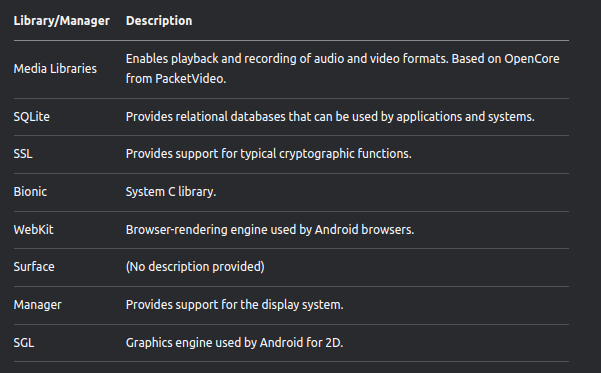 Library/Manager Description
Media Libraries Enables playback and recording of audio and video formats. Based on OpenCore
from PacketVideo.
SQLite Provides relational databases that can be used by applications and systems.
SSL Provides support for typical cryptographic functions.
Bionic System C library.
WebKit Browser-rendering engine used by Android browsers.
Surface (No description provided)
Manager Provides support for the display system.
SGL Graphics engine used by Android for 2D.